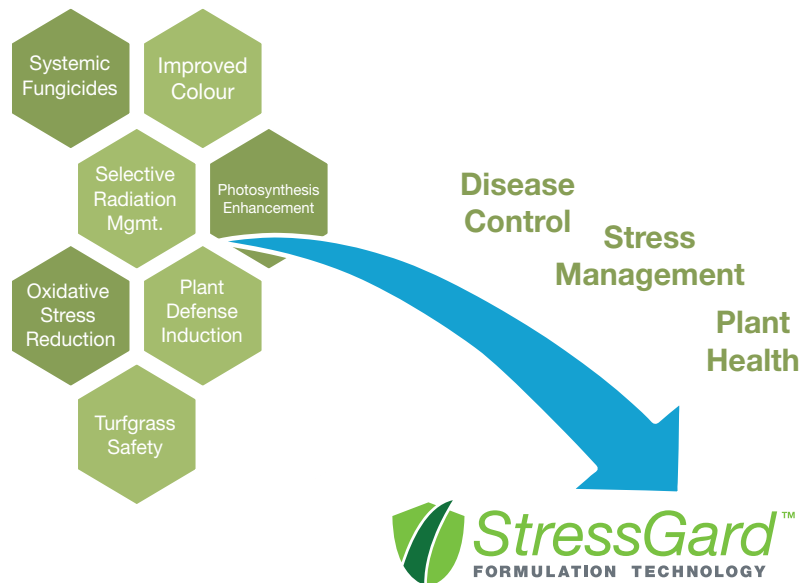 Systemic
Fungicides
Improved
Colour
Selective
Radiation
Mgmt.
Photosynthesis
Enhancement
Oxidative
Stress
Reduction
Plant
Defense
Induction
Turfgrass
Safety
Disease
Control
Stress
Management
Plant
Health
StressGard™
FORMULATION TECHNOLOGY